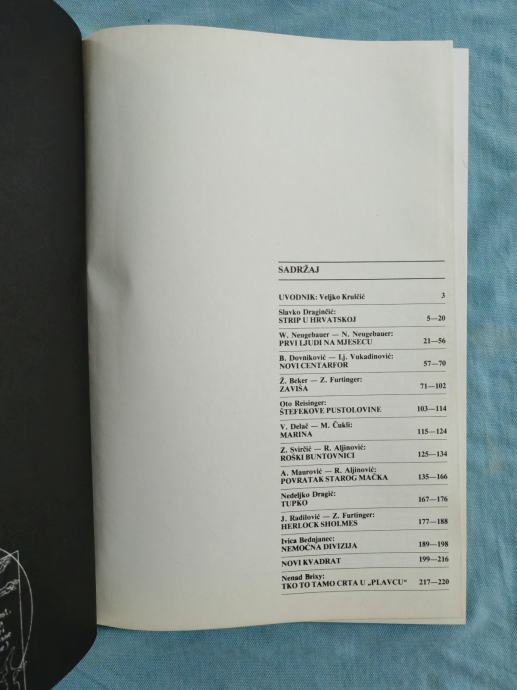 SADRŽAJ
UVODNIK: Veljko Krulčić 3
Slavko Draginčić:
STRIP U HRVATSKOJ 5—20
W. Neugebauer — N. Neugebauer:
PRVI LJUDI NA MJESECU 21—56
B. Dovniković — Lj. Vukadinović:
NOVI CENTARFOR 57—70
Ž. Beker — Z. Furtinger:
ZAVIŠA 71—102
Oto Reisinger:
ŠTEFEKOVE PUSTOLOVINE 103—114
V. Delač — M. Čukli:
MARINA 115—124
Z. Svirčić — R. Aljinović:
ROŠKI BUNTOVNICI 125—134
A. Maurović — R. Aljinović:
POVRATAK STAROG MAČKA 135—166
Nedeljko Dragić:
TUPKO 167—176
J. Radilović — Z. Furtinger:
HERLOCK SHOLMES 177—188
Ivica Bednjanec:
NEMOĆNA DIVIZIJA 189—198
NOVI KVADRAT 199—216
Nenad Brixy:
TKO TO TAMO CRTA U „PLAVCU“ 217—220